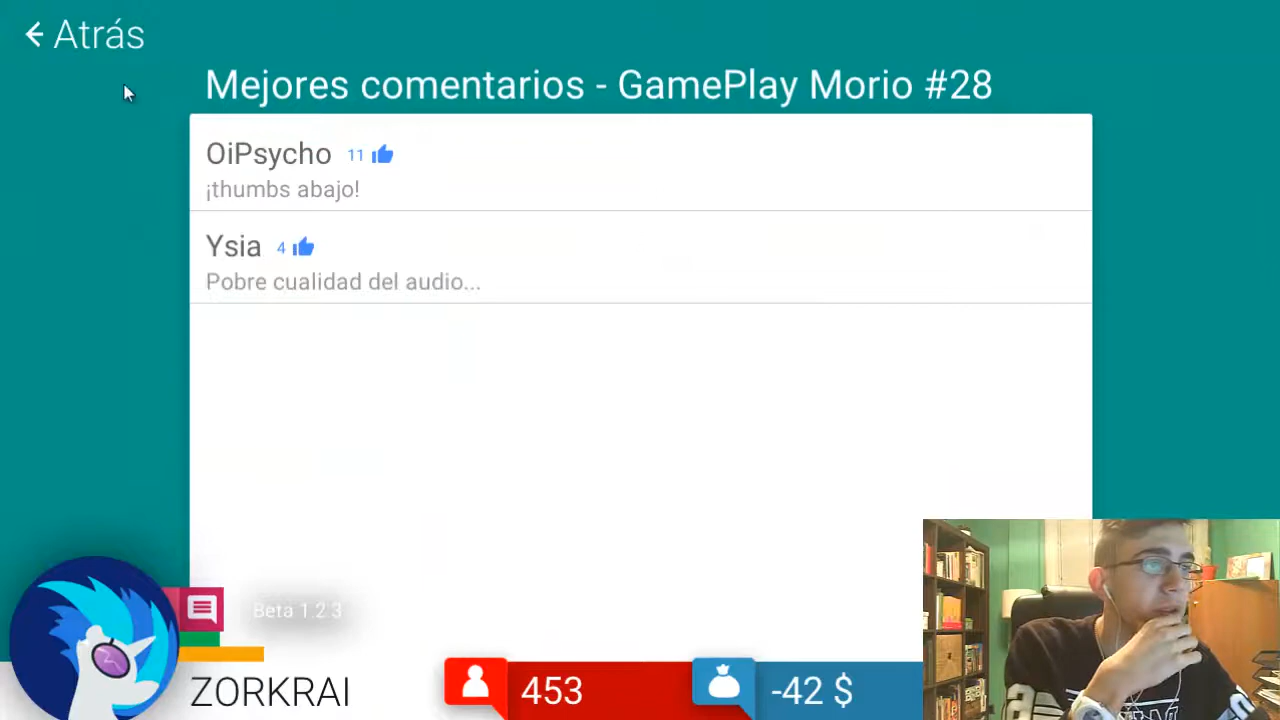 Atrás
Mejores comentarios - GamePlay Morio #28
OiPsycho 11
¡thumbs abajo!
Ysia 4
Pobre cualidad del audio...
Beta 1.2.3
ZORKRAI
453
-42 $